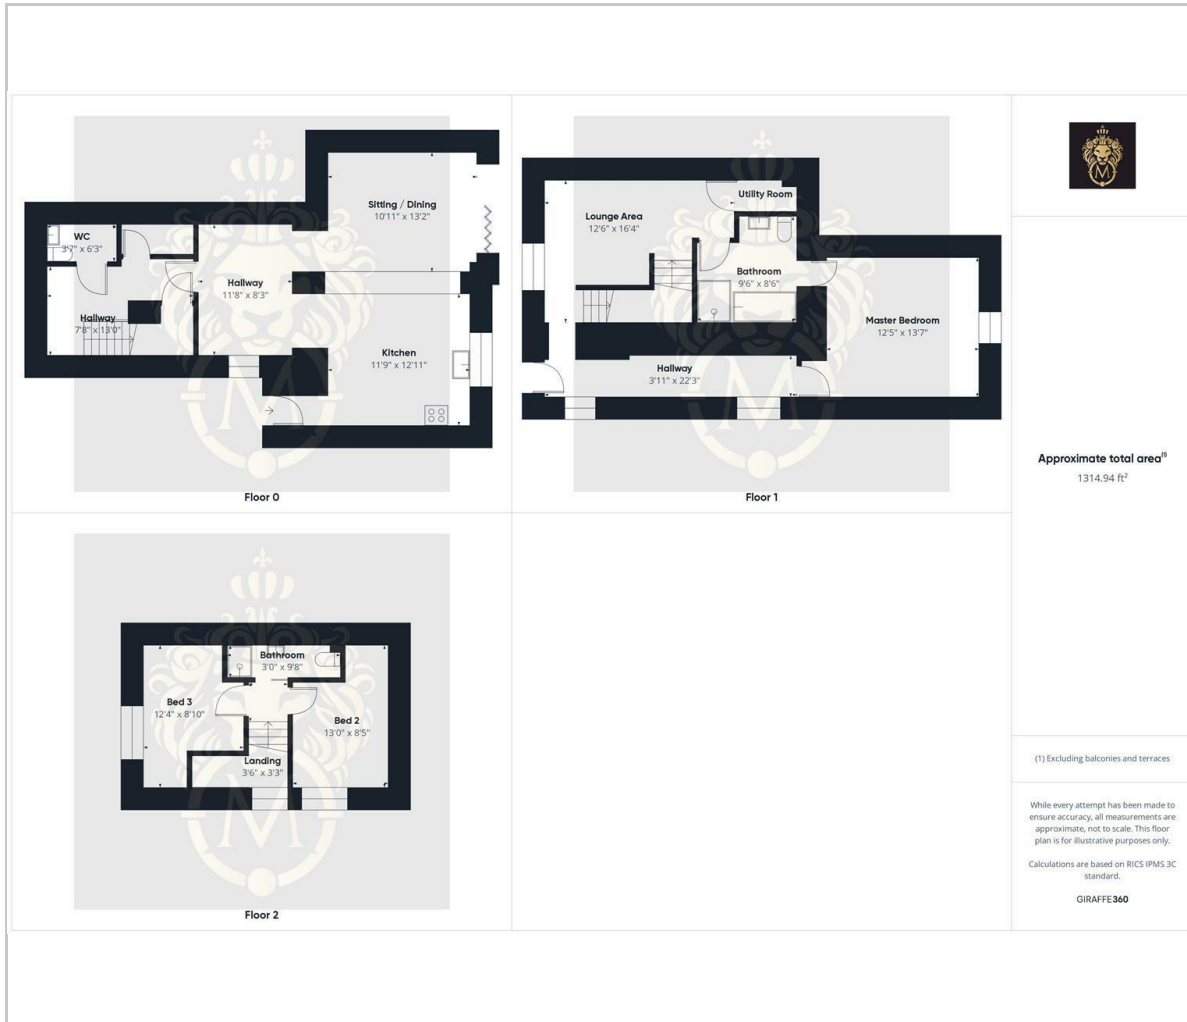 Sitting / Dining
10'11" x 13'2"
WC
3'7" x 6'3"
Hallway
11'8" x 8'3"
Hallway
7'8" x 13'0"
Kitchen
11'9" x 12'11"
Floor 0
Utility Room
Lounge Area
12'6" x 16'4"
Bathroom
9'6" x 8'6"
Master Bedroom
12'5" x 13'7"
Hallway
3'11" x 22'3"
Floor 1
Bathroom
3'0" x 9'8"
Bed 3
12'4" x 8'10"
Bed 2
13'0" x 8'5"
Landing
3'6" x 3'3"
Floor 2
M
Approximate total area(1)
1314.94 ft²
(1) Excluding balconies and terraces
While every attempt has been made to
ensure accuracy, all measurements are
approximate, not to scale. This floor
plan is for illustrative purposes only.
Calculations are based on RICS IPMS 3C
standard.
GIRAFFE360